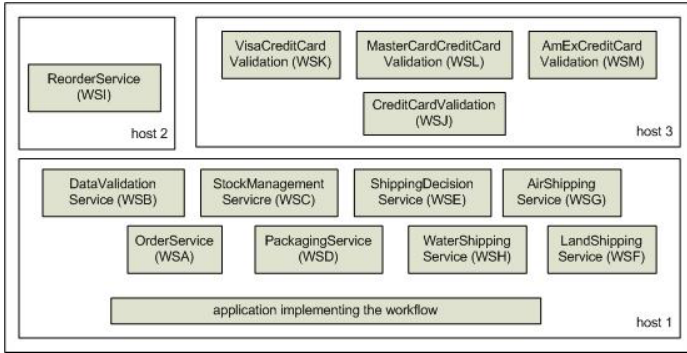 VisaCreditCard
Validation (WSK)
MasterCardCreditCard
Validation (WSL)
AmExCreditCard
Validation (WSM)
ReorderService
(WSI)
CreditCardValidation
(WSJ)
host 2
host 3
DataValidation
Service (WSB)
StockManagement
Servicre (WSC)
ShippingDecision
Service (WSE)
AirShipping
Service (WSG)
OrderService
(WSA)
PackagingService
(WSD)
WaterShipping
Service (WSH)
LandShipping
Service (WSF)
application implementing the workflow
host 1